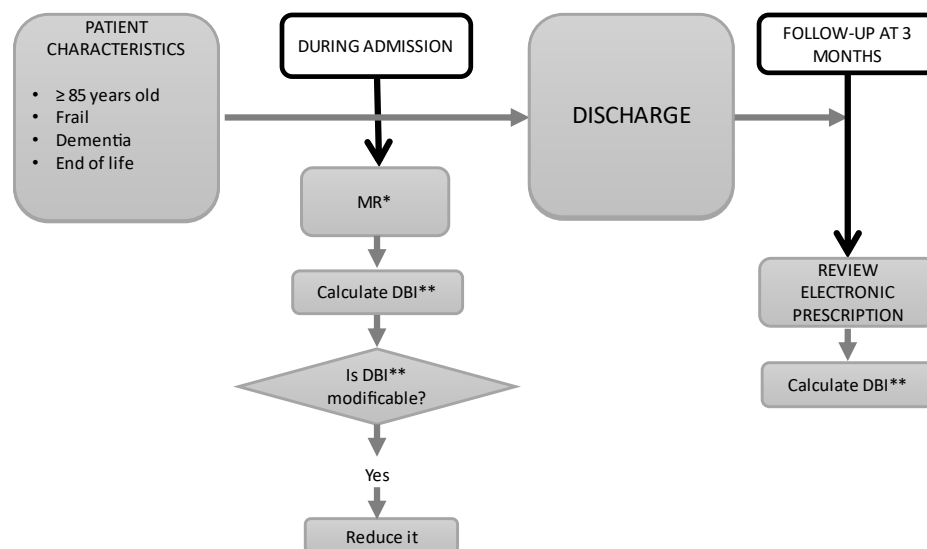 PATIENT
CHARACTERISTICS
• ≥ 85 years old
• Frail
• Dementia
• End of life
DURING ADMISSION
MR*
Calculate DBI**
Is DBI**
modificable?
Yes
Reduce it
DISCHARGE
FOLLOW-UP AT 3
MONTHS
REVIEW
ELECTRONIC
PRESCRIPTION
Calculate DBI**